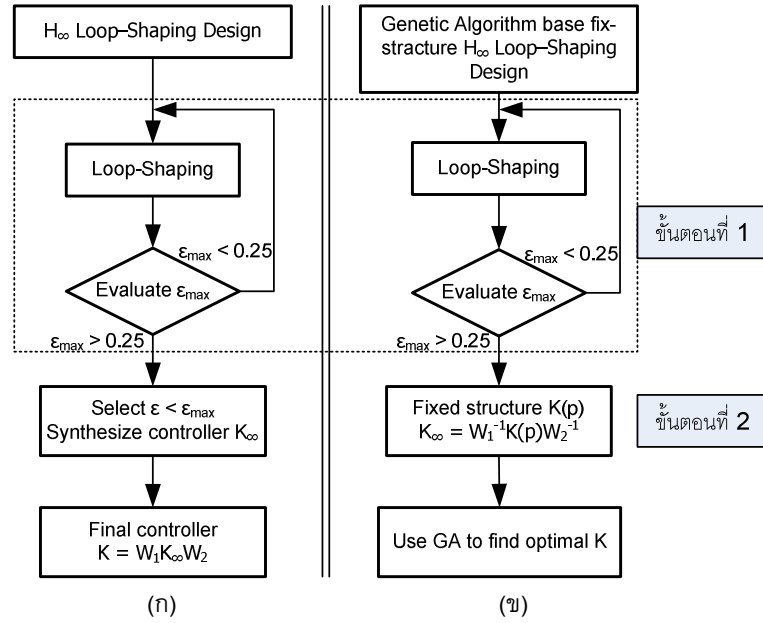 H∞ Loop–Shaping Design
Loop-Shaping
εmax < 0.25
Evaluate εmax
εmax > 0.25
Select ε < εmax
Synthesize controller K∞
Final controller
K = W1K∞W2
(ก)
Genetic Algorithm base fix-
stracture H∞ Loop–Shaping
Design
Loop-Shaping
εmax < 0.25
Evaluate εmax
εmax > 0.25
Fixed structure K(p)
K∞ = W1⁻¹K(p)W2⁻¹
Use GA to find optimal K
(ข)
ขั้นตอนที่ 1
ขั้นตอนที่ 2